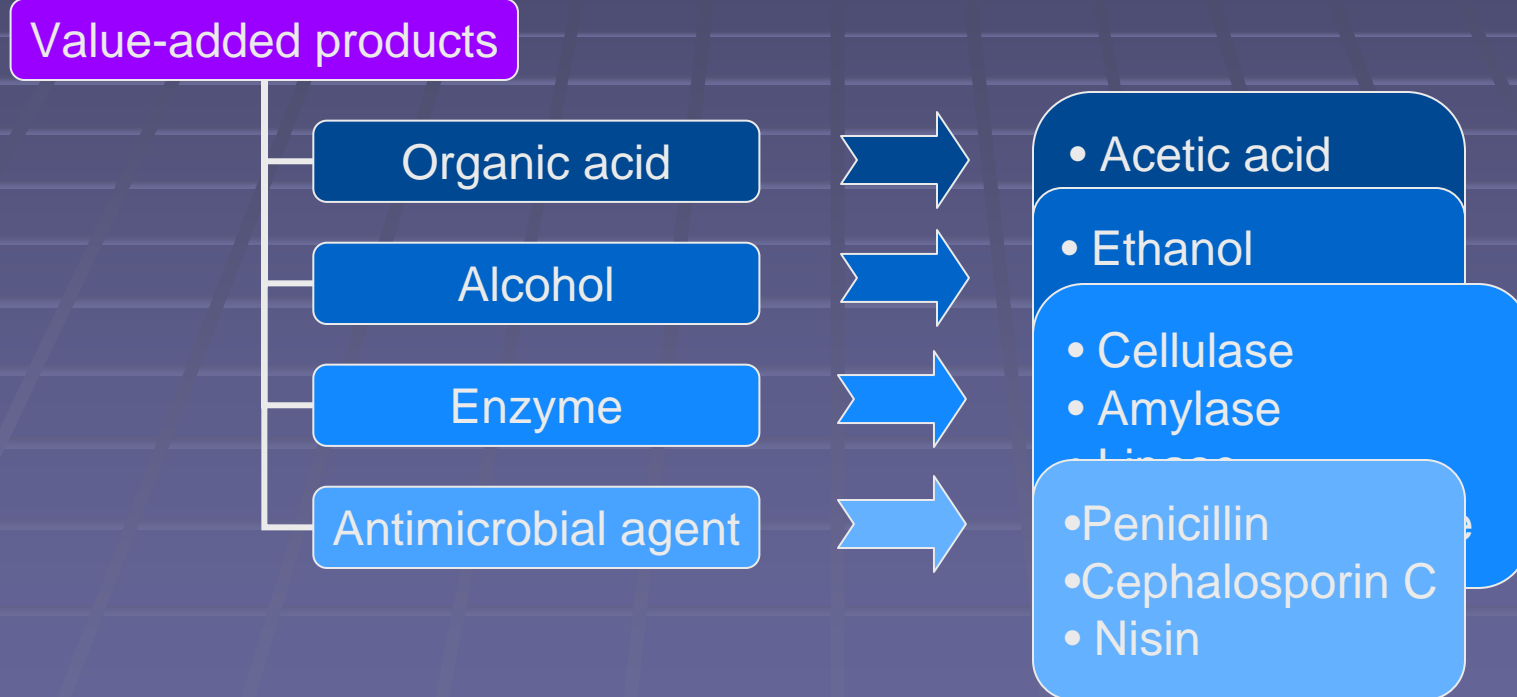 Value-added products
Organic acid
• Acetic acid
Alcohol
• Ethanol
Enzyme
• Cellulase
• Amylase
Antimicrobial agent
•Penicillin
•Cephalosporin C
• Nisin